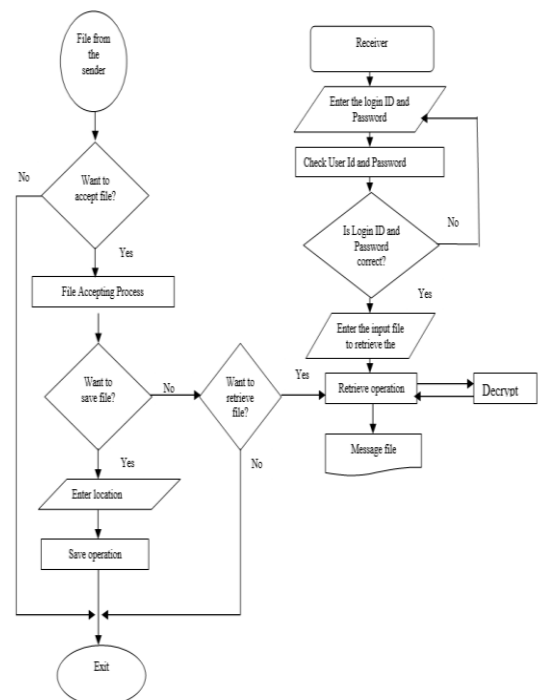 File from
the
sender
Want to
accept file?
No
Yes
File Accepting Process
Want to
save file?
No
Yes
Enter location
Save operation
Exit
Want to
retrieve
file?
Yes
No
Receiver
Enter the login ID and
Password
Check User Id and Password
Is Login ID and
Password
correct?
No
Yes
Enter the input file
to retrieve the
Retrieve operation
Decrypt
Message file